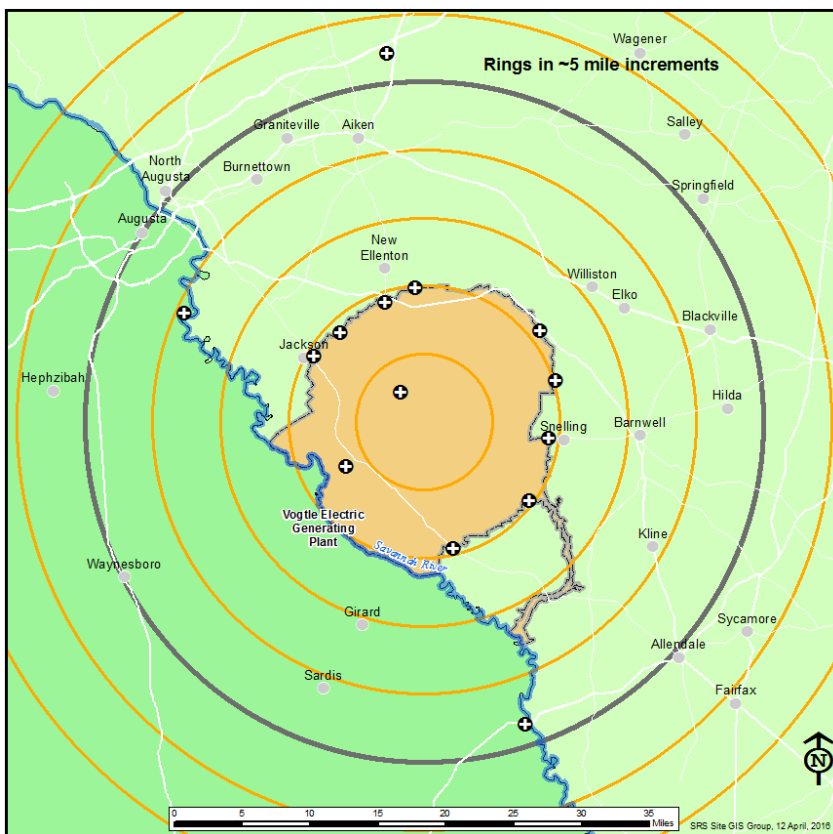 Wagener
Rings in ~5 mile increments
Salley
Graniteville
Aiken
Burnettown
North
Augusta
Springfield
Augusta
New
Ellenton
Williston
Elko
Blackville
Jackson
Hephzibah
Hilda
Snelling
Barnwell
Vogtle Electric
Generating
Plant
Savannah River
Kline
Waynesboro
Girard
Sycamore
Allendale
Sardis
Fairfax
N
0 5 10 15 20 25 30 35
Miles
SRS Site GIS Group, 12 April, 2016